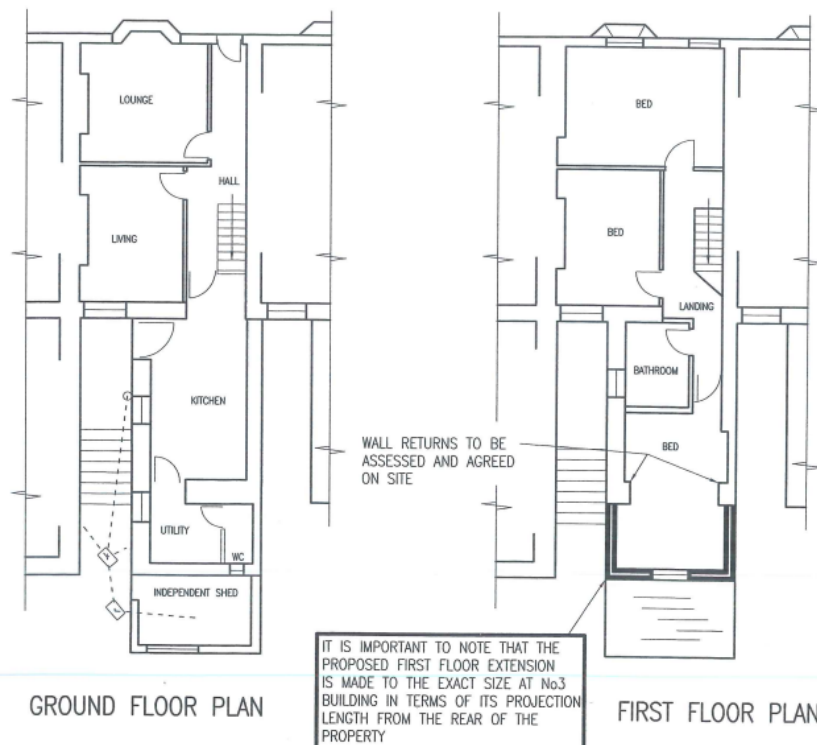 LOUNGE
HALL
LIVING
KITCHEN
UTILITY
WC
INDEPENDENT SHED
GROUND FLOOR PLAN
BED
BED
LANDING
BATHROOM
BED
WALL RETURNS TO BE
ASSESSED AND AGREED
ON SITE
IT IS IMPORTANT TO NOTE THAT THE
PROPOSED FIRST FLOOR EXTENSION
IS MADE TO THE EXACT SIZE AT No3
BUILDING IN TERMS OF ITS PROJECTION
LENGTH FROM THE REAR OF THE
PROPERTY
FIRST FLOOR PLAN